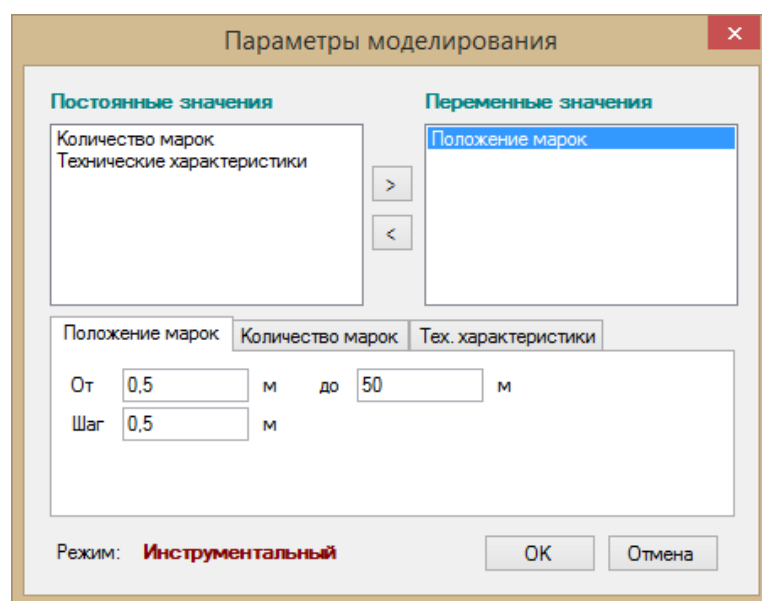 Параметры моделирования
×
Постоянные значения
Переменные значения
Количество марок
Технические характеристики
Положение марок
>
<
Положение марок Количество марок Тех. характеристики
От 0,5 м до 50 м
Шаг 0,5 м
Режим: Инструментальный OK Отмена